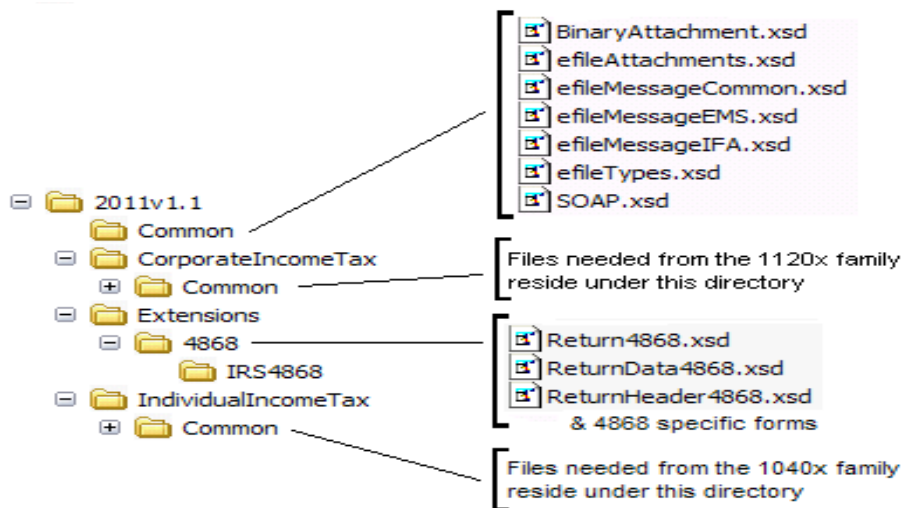 BinaryAttachment.xsd
efileAttachments.xsd
efileMessageCommon.xsd
efileMessageEMS.xsd
efileMessageIFA.xsd
efileTypes.xsd
SOAP.xsd
2011v1.1
Common
CorporateIncomeTax
Common
Files needed from the 1120x family
reside under this directory
Extensions
4868
IRS4868
Return4868.xsd
ReturnData4868.xsd
ReturnHeader4868.xsd
& 4868 specific forms
IndividualIncomeTax
Common
Files needed from the 1040x family
reside under this directory